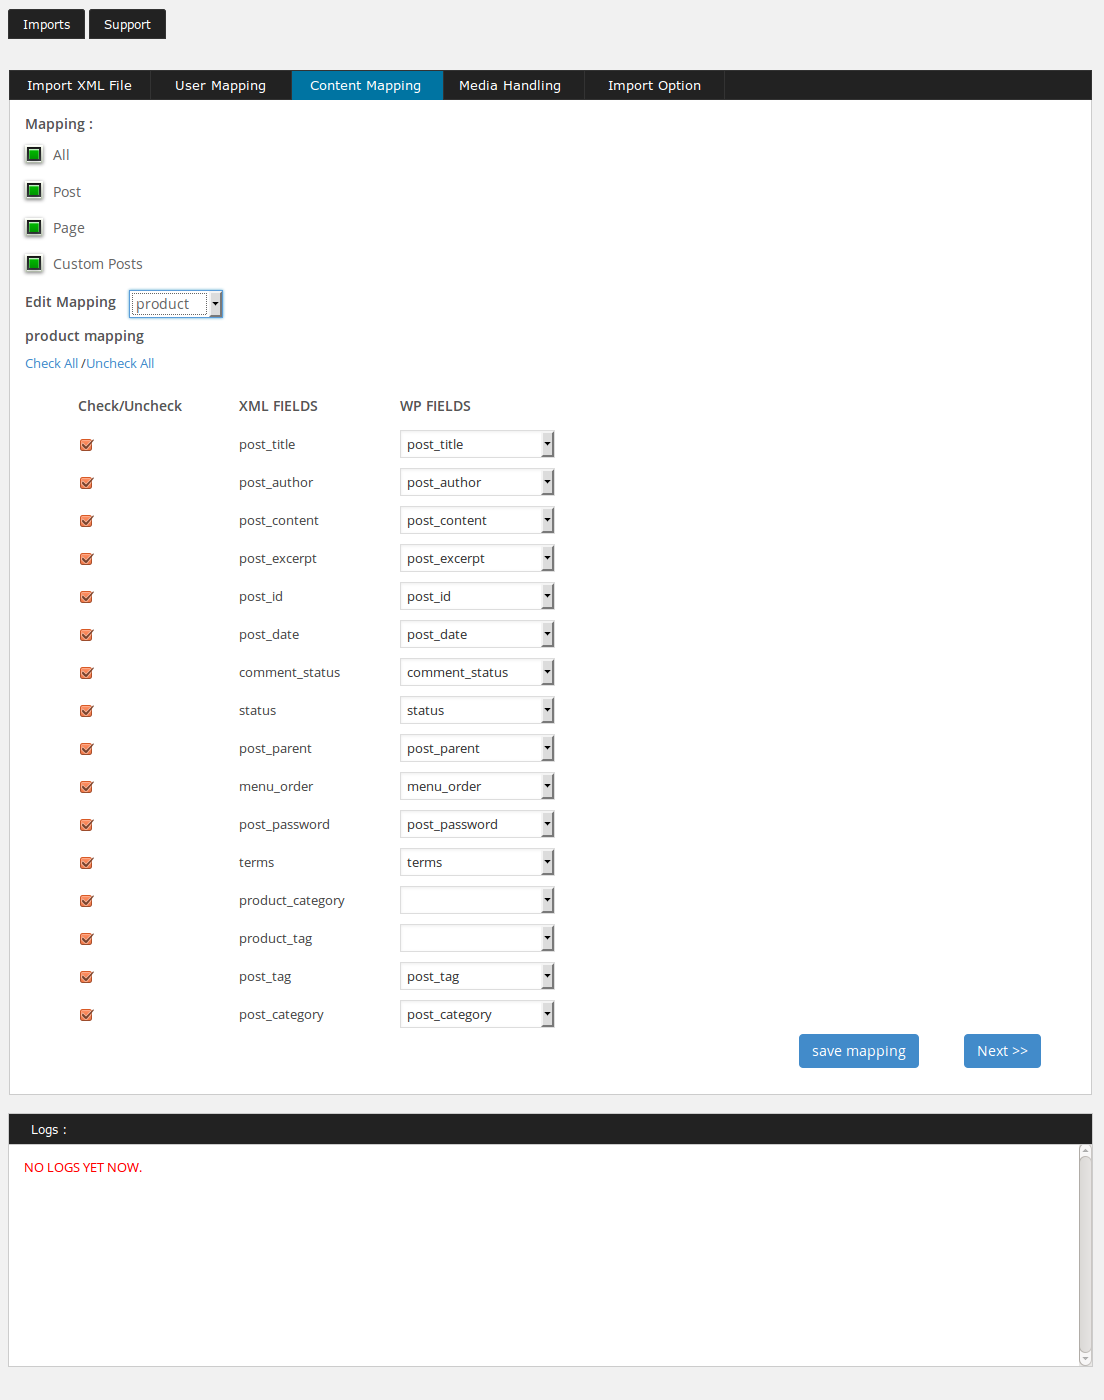 Imports Support
Import XML File User Mapping Content Mapping Media Handling Import Option
Mapping :
All
Post
Page
Custom Posts
Edit Mapping product
product mapping
Check All /Uncheck All
Check/Uncheck XML FIELDS WP FIELDS
post_title post_title
post_author post_author
post_content post_content
post_excerpt post_excerpt
post_id post_id
post_date post_date
comment_status comment_status
status status
post_parent post_parent
menu_order menu_order
post_password post_password
terms terms
product_category
product_tag
post_tag post_tag
post_category post_category
save mapping Next >>
Logs :
NO LOGS YET NOW.